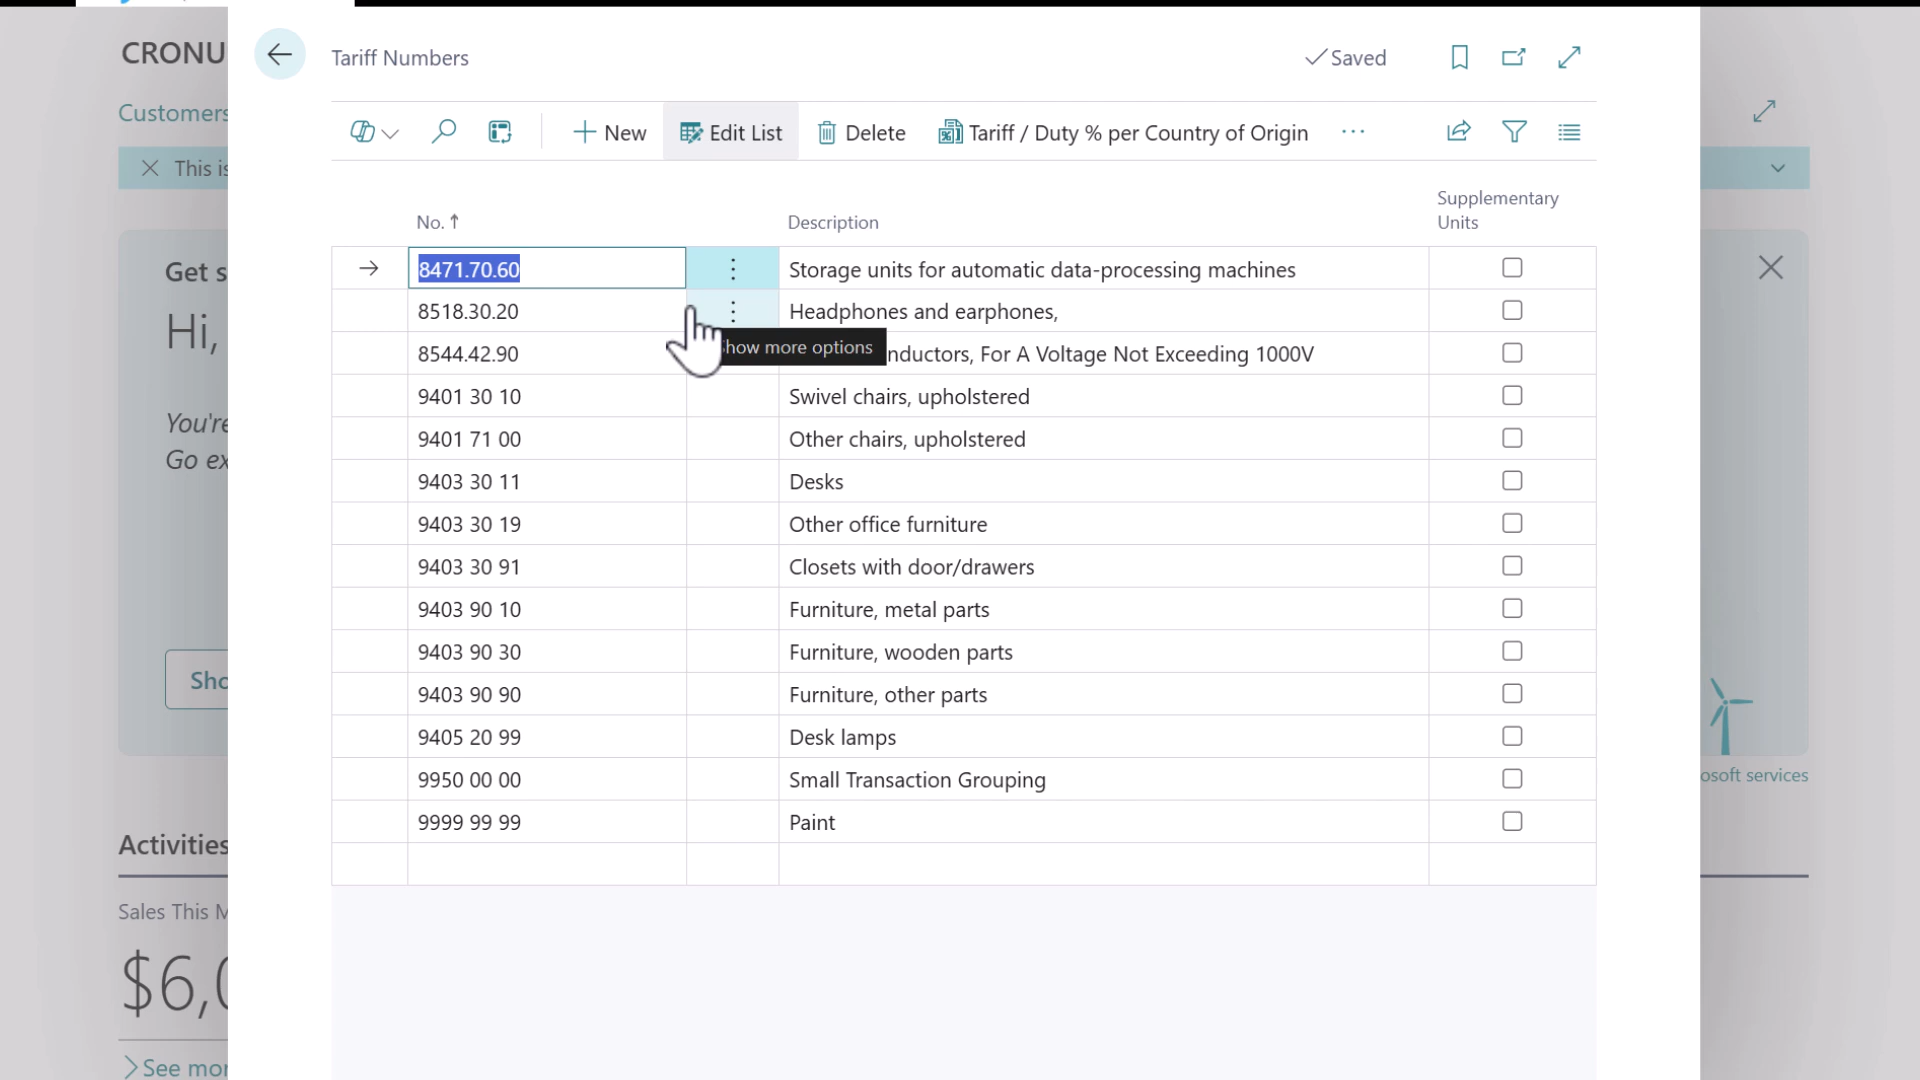 CRONU
Tariff Numbers
Saved
Customers
New
Edit List
Delete
Tariff / Duty % per Country of Origin
This is
No. ↑
Description
Supplementary
Units
8471.70.60
Storage units for automatic data-processing machines
8518.30.20
Headphones and earphones,
Show more options
8544.42.90
nductors, For A Voltage Not Exceeding 1000V
9401 30 10
Swivel chairs, upholstered
9401 71 00
Other chairs, upholstered
9403 30 11
Desks
9403 30 19
Other office furniture
9403 30 91
Closets with door/drawers
9403 90 10
Furniture, metal parts
9403 90 30
Furniture, wooden parts
9403 90 90
Furniture, other parts
9405 20 99
Desk lamps
9950 00 00
Small Transaction Grouping
9999 99 99
Paint
Get s
Hi,
You're
Go ex
Sho
osoft services
Activities
Sales This M
$6,0
See mor